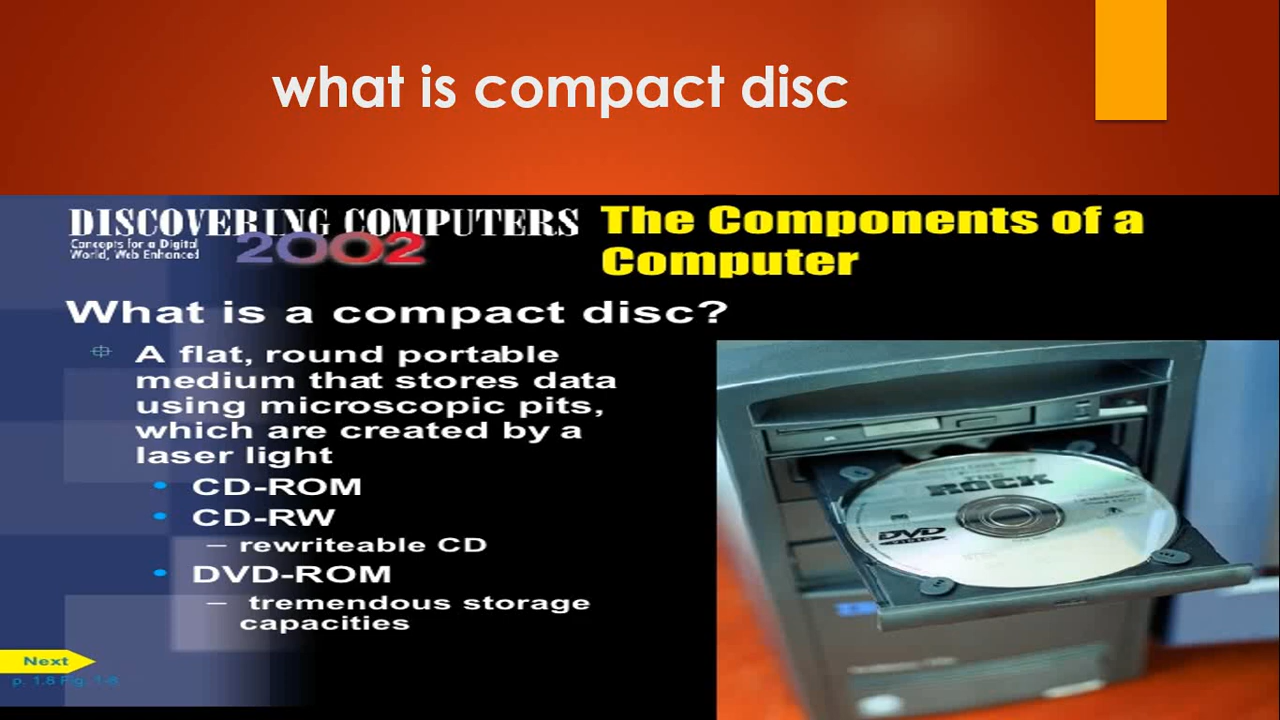 what is compact disc
DISCOVERING COMPUTERS
Concepts for a Digital
World, Web Enhanced
2002
The Components of a
Computer
What is a compact disc?
A flat, round portable
medium that stores data
using microscopic pits,
which are created by a
laser light
• CD-ROM
• CD-RW
– rewriteable CD
• DVD-ROM
– tremendous storage
capacities
ROCK
DVD
VIDEO
Next
p. 1.8 Fig. 1-8